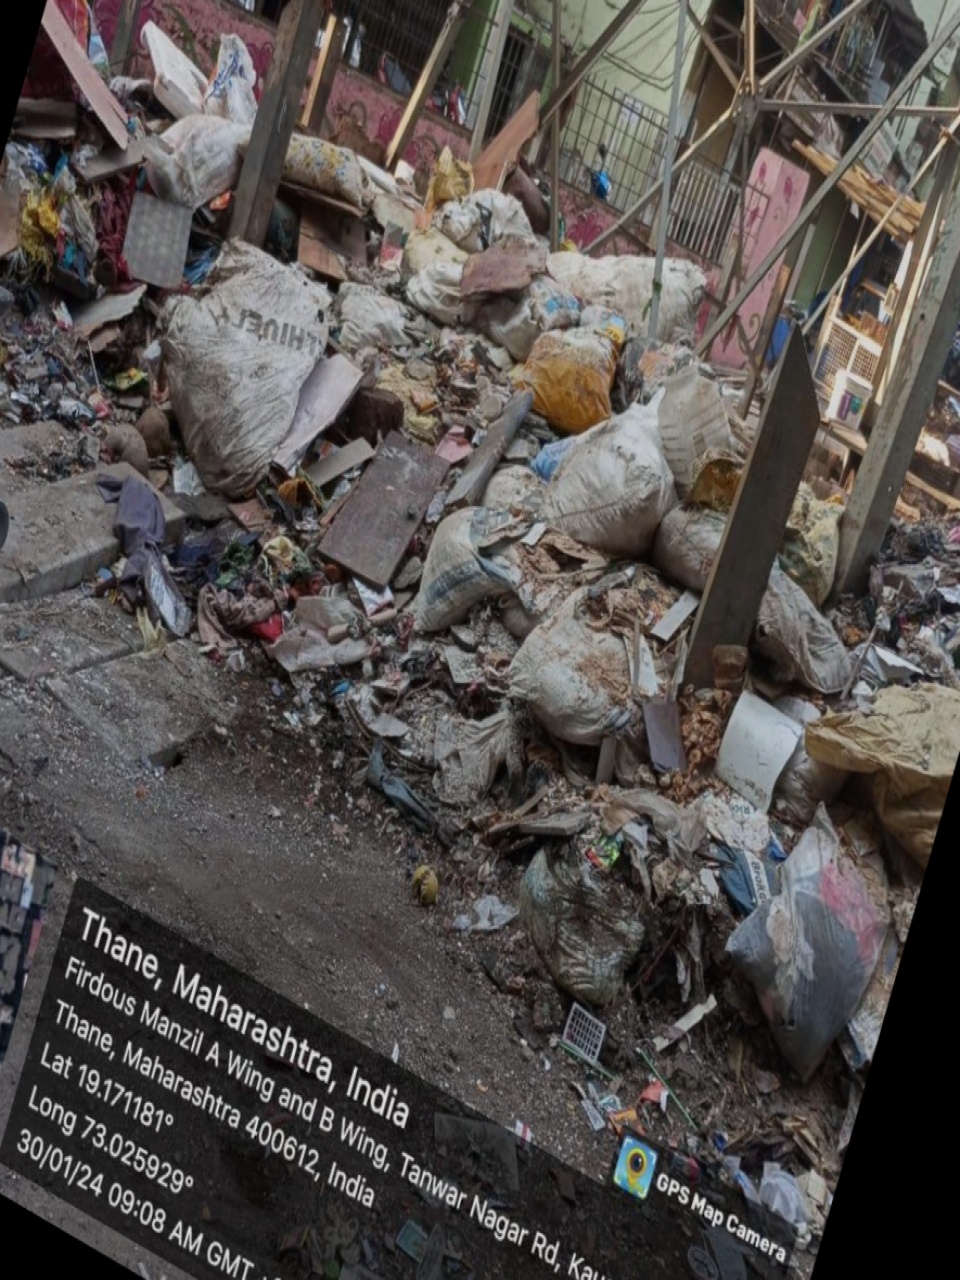 Thane, Maharashtra, India
Firdous Manzil A Wing and B Wing, Tanwar Nagar Rd,
Thane, Maharashtra 400612, India
Lat 19.171181°
Long 73.025929°
30/01/24 09:08 AM GMT
GPS Map Camera